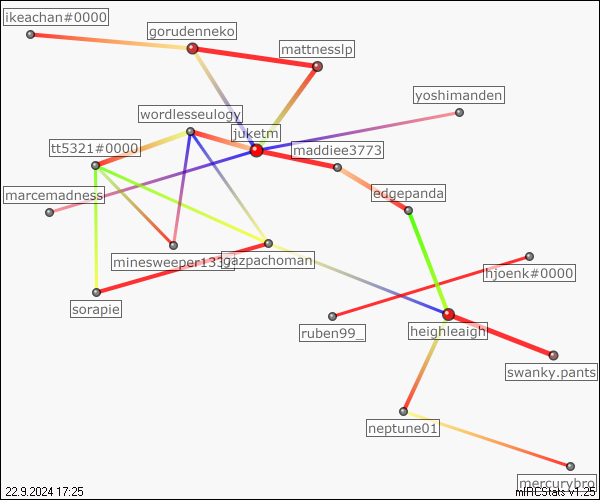 ikeachan#0000
gorudenneko
mattnesslp
yoshimanden
wordlesseulogy
juketm
tt5321#0000
maddiee3773
marcemadness
edgepanda
gazpachoman
hjoenk#0000
sorapie
ruben99_
heighleaigh
swanky.pants
neptune01
mercurybro
22.9.2024 17:25
mIRCStats v1.25